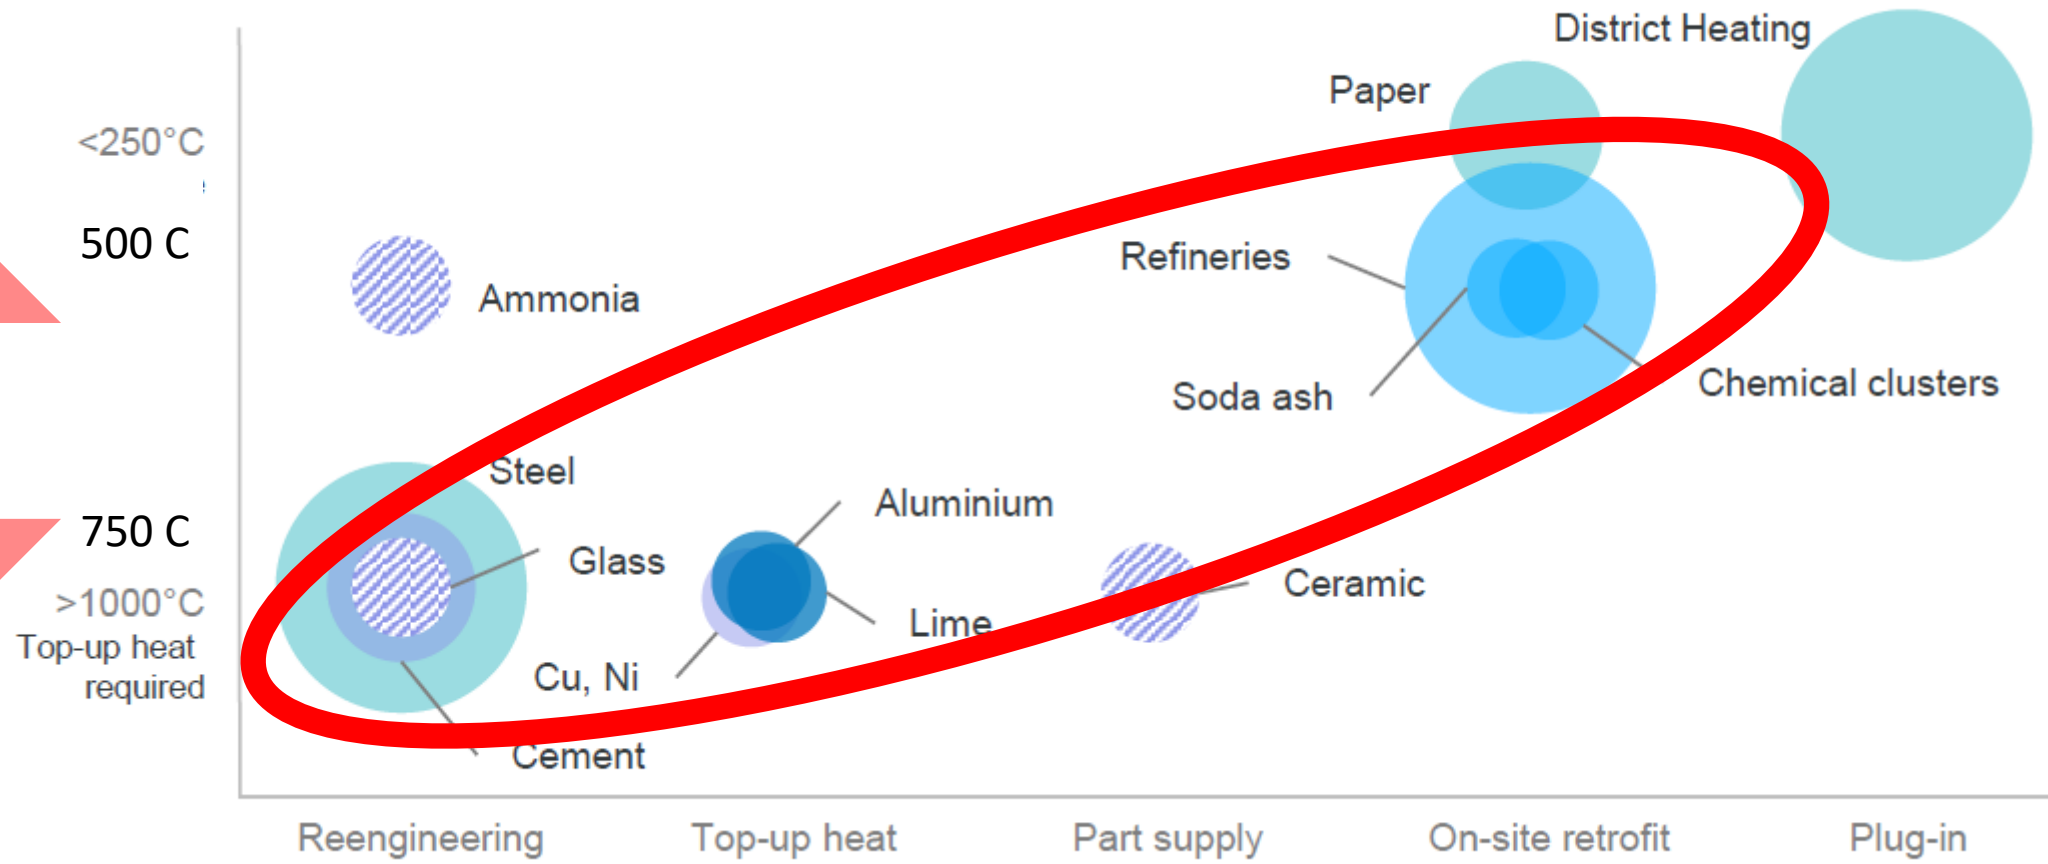 District Heating
Paper
<250°C
500 C
Refineries
Ammonia
Chemical clusters
Soda ash
Steel
Aluminium
750 C
Glass
Ceramic
>1000°C
Lime
Top-up heat
required
Cu, Ni
Cement
Reengineering
Top-up heat
Part supply
On-site retrofit
Plug-in